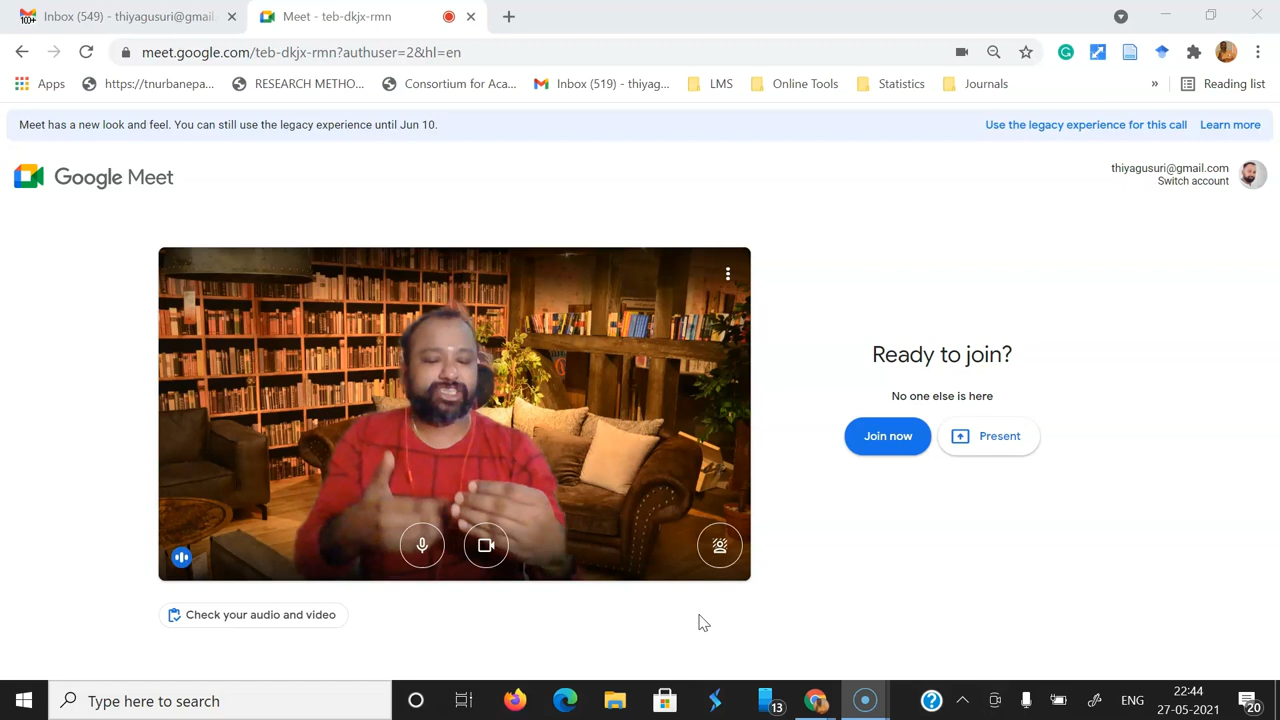 Inbox (549) - thiyagusuri@gmail
Meet - teb-dkjx-rmn
meet.google.com/teb-dkjx-rmn?authuser=2&hl=en
Apps
https://tnurbanepa...
RESEARCH METHO...
Consortium for Aca...
Inbox (519) - thiyag...
LMS
Online Tools
Statistics
Journals
»
Reading list
Meet has a new look and feel. You can still use the legacy experience until Jun 10.
Use the legacy experience for this call
Learn more
Google Meet
thiyagusuri@gmail.com
Switch account
Ready to join?
No one else is here
Join now
Present
Check your audio and video
Type here to search
13
ENG
22:44
27-05-2021
20